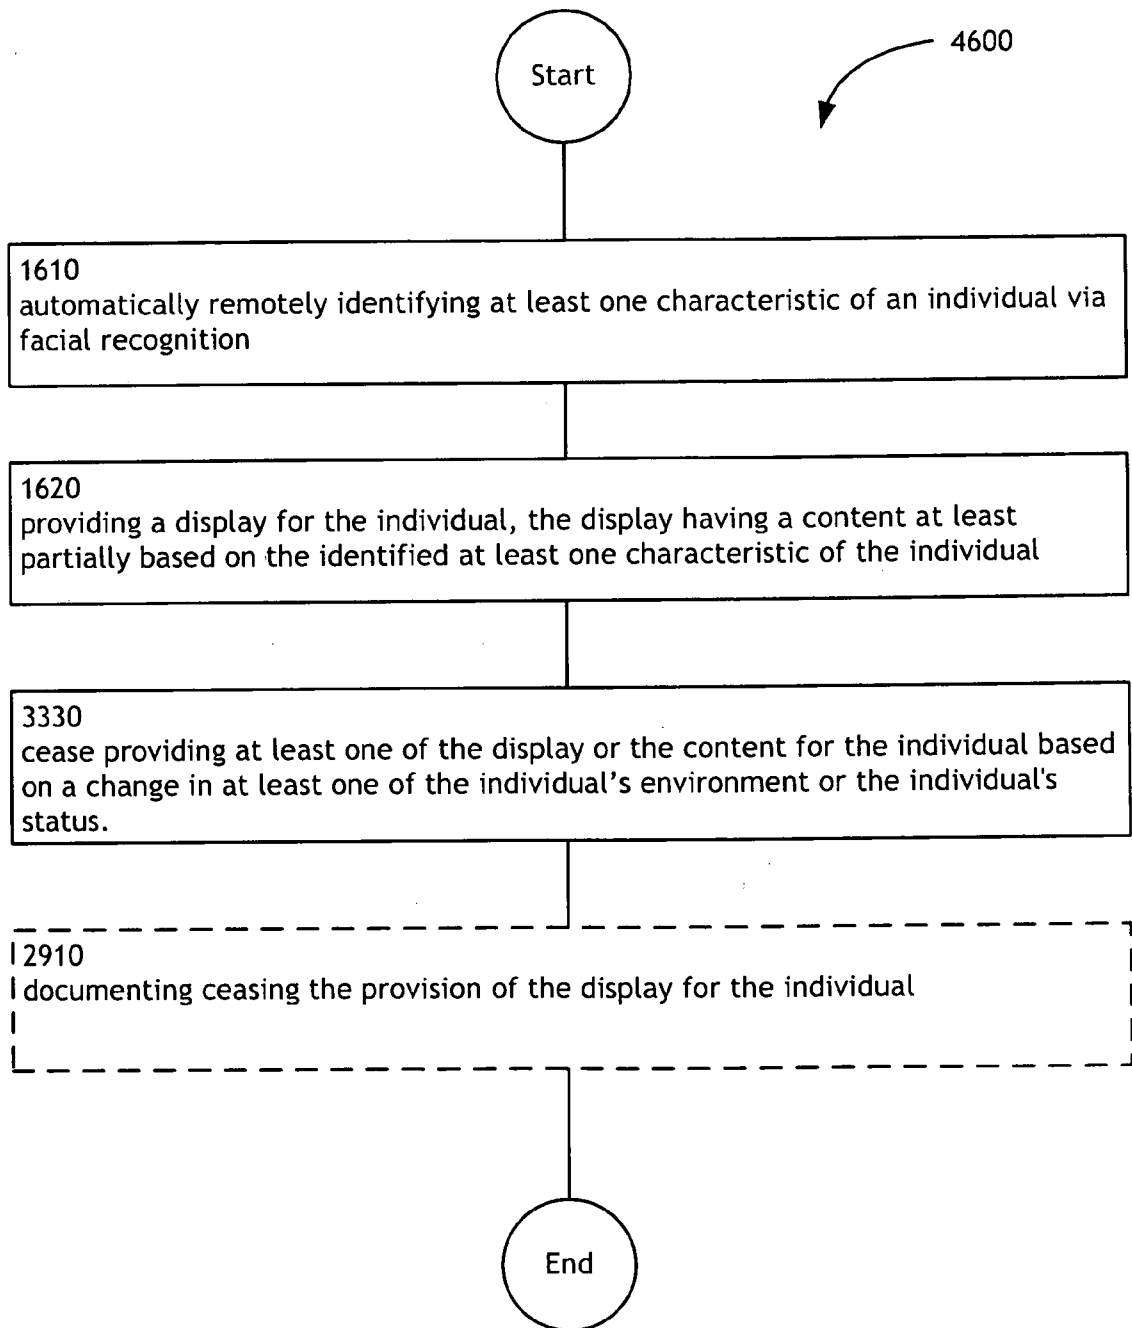 Start
4600
1610
automatically remotely identifying at least one characteristic of an individual via
facial recognition
1620
providing a display for the individual, the display having a content at least
partially based on the identified at least one characteristic of the individual
3330
cease providing at least one of the display or the content for the individual based
on a change in at least one of the individual's environment or the individual's
status.
2910
documenting ceasing the provision of the display for the individual
End